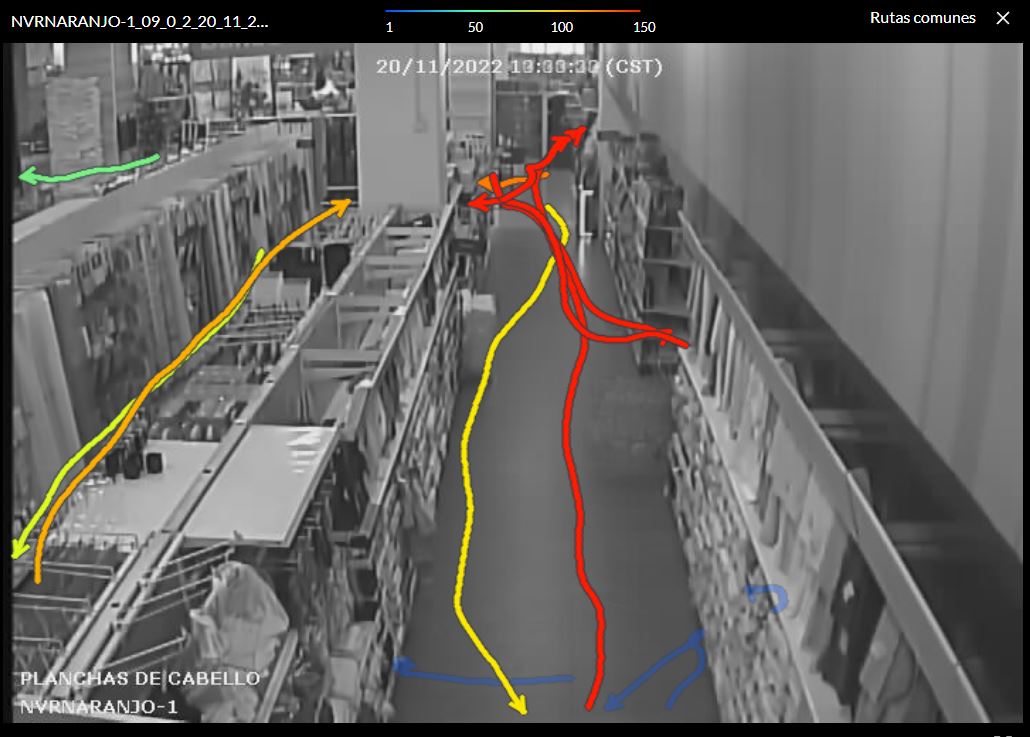 NVRNARANJO-1_09_0_2_20_11_2...
1 50 100 150
Rutas comunes
20/11/2022 (CST)
PLANCHAS DE CABELLO
NVRNARANJO-1